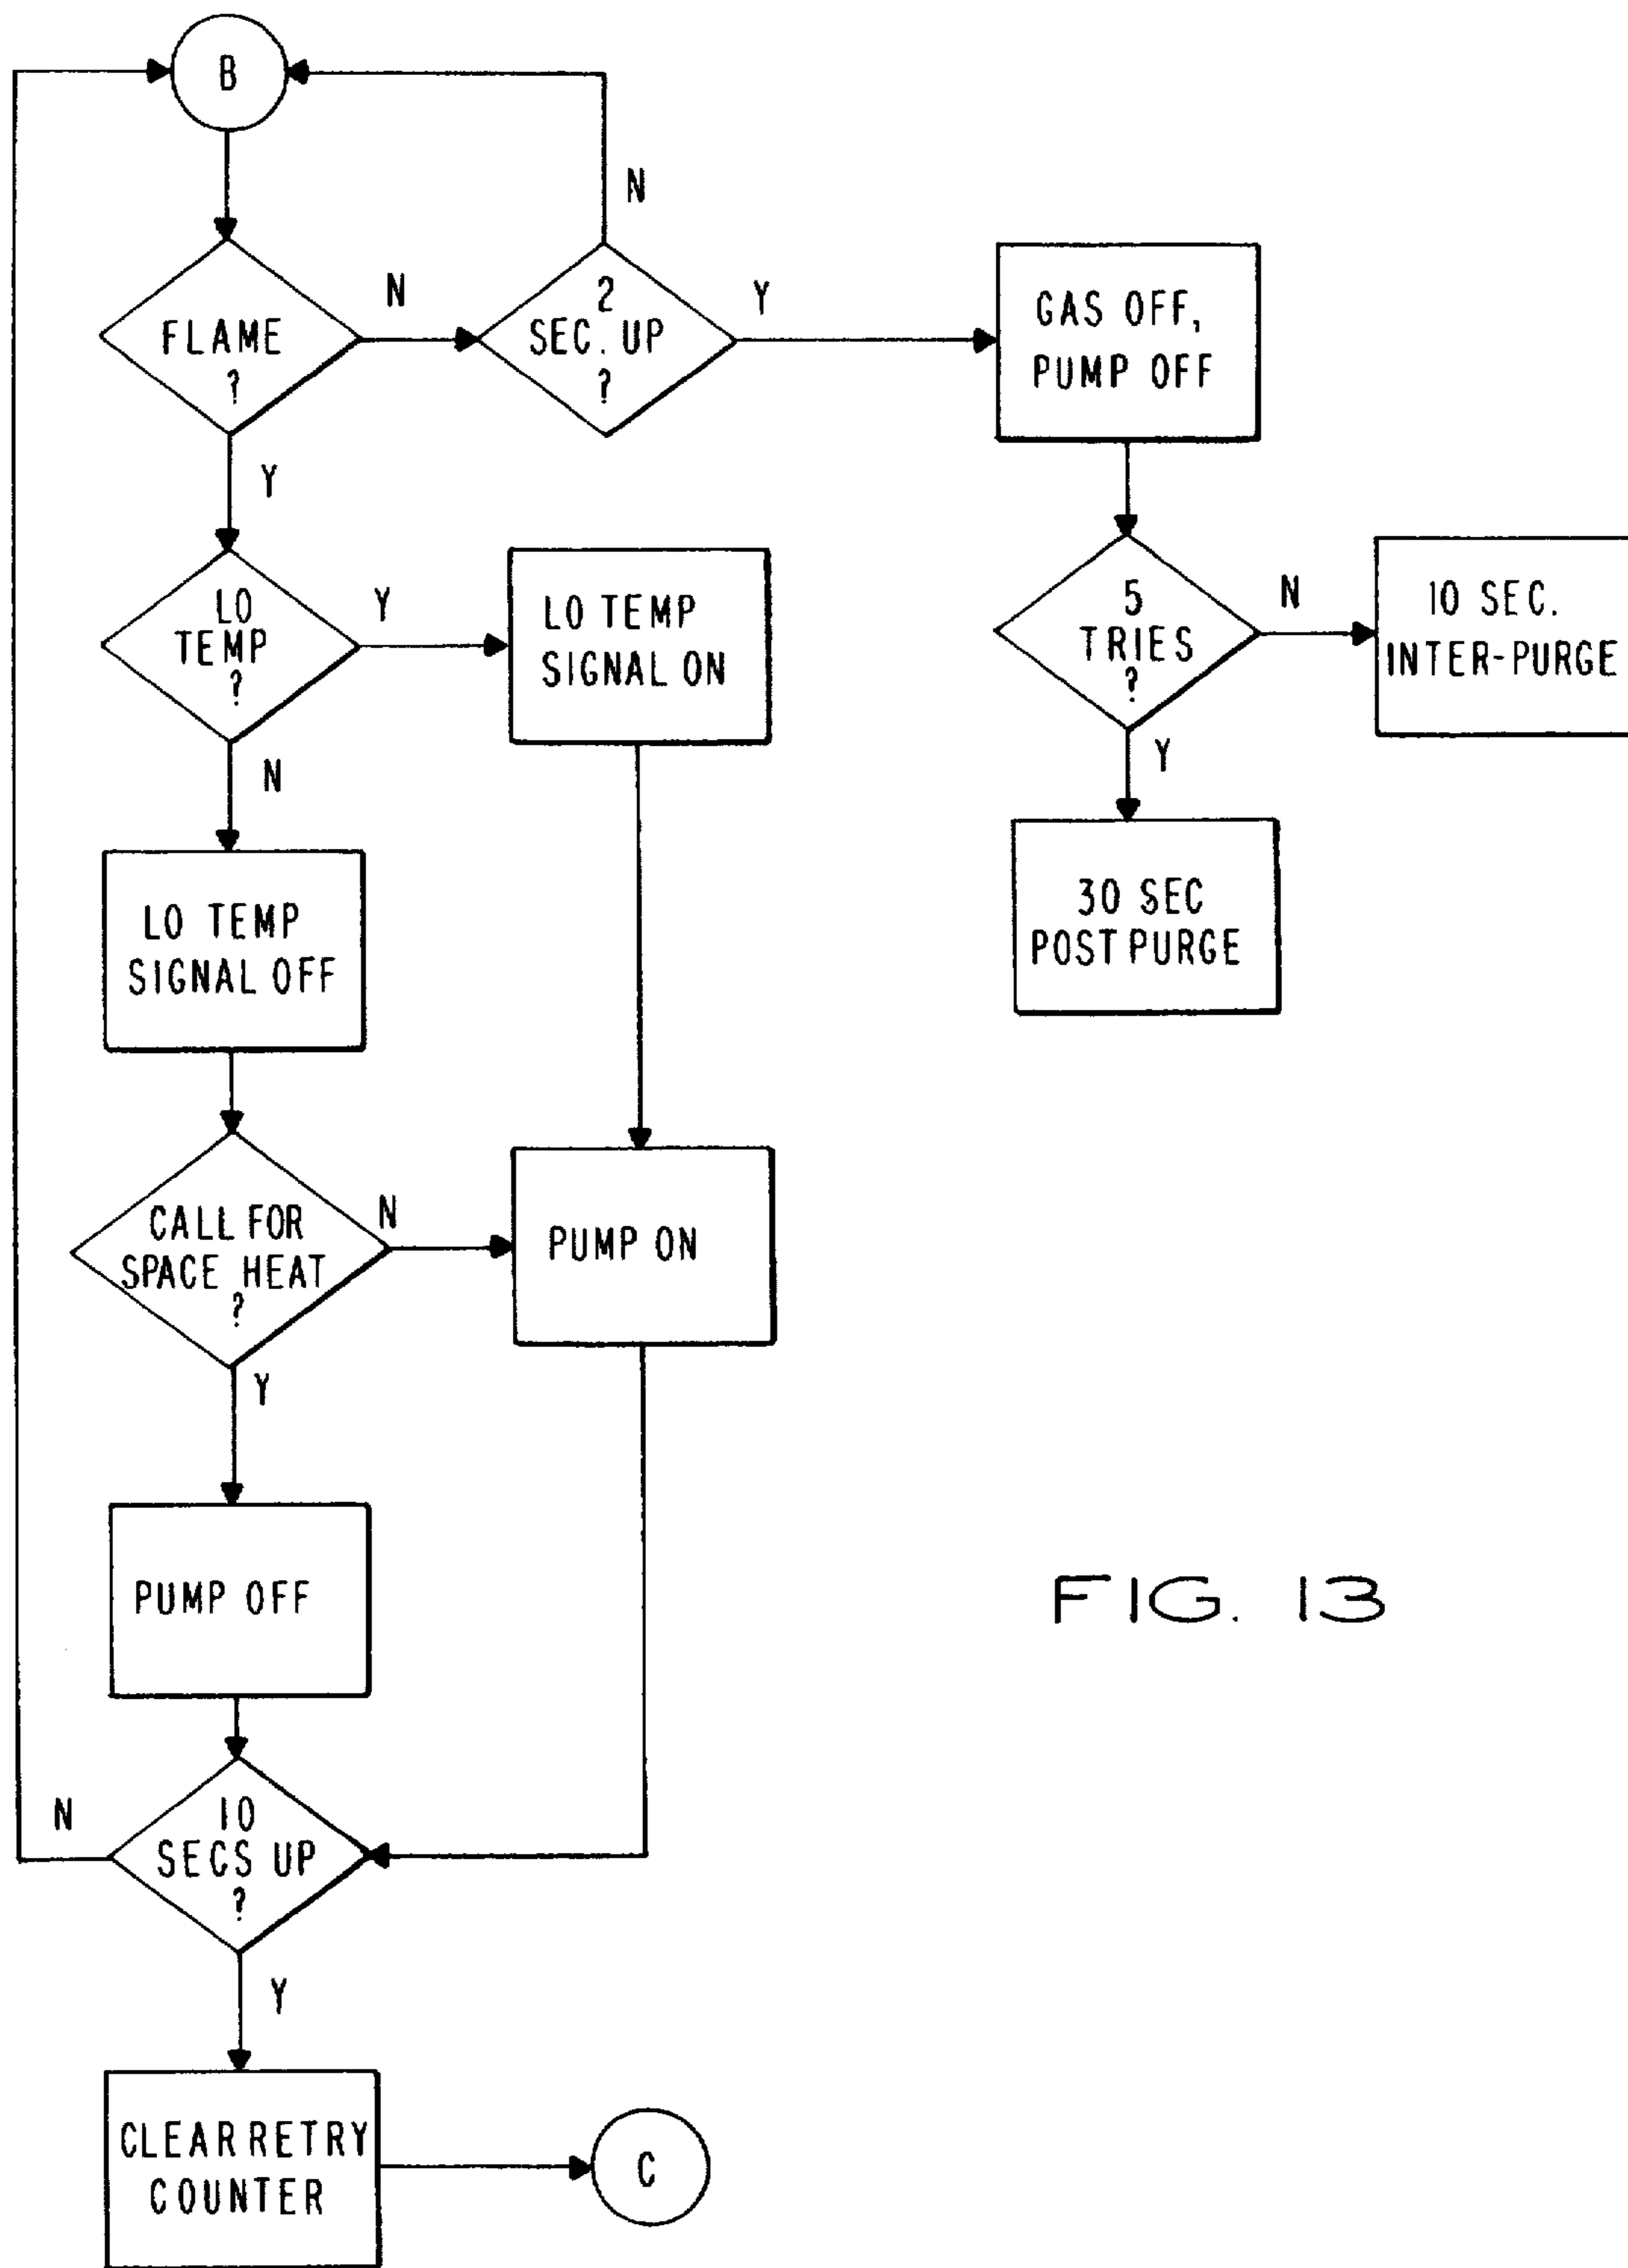 B
N
FLAME
?
N
2
SEC. UP
?
Y
GAS OFF,
PUMP OFF
Y
LO
TEMP
?
Y
LO TEMP
SIGNAL ON
5
TRIES
?
N
10 SEC.
INTER-PURGE
N
Y
LO TEMP
SIGNAL OFF
30 SEC
POST PURGE
CALL FOR
SPACE HEAT
?
N
PUMP ON
Y
PUMP OFF
FIG. 13
N
10
SECS UP
?
Y
CLEAR RETRY
COUNTER
C